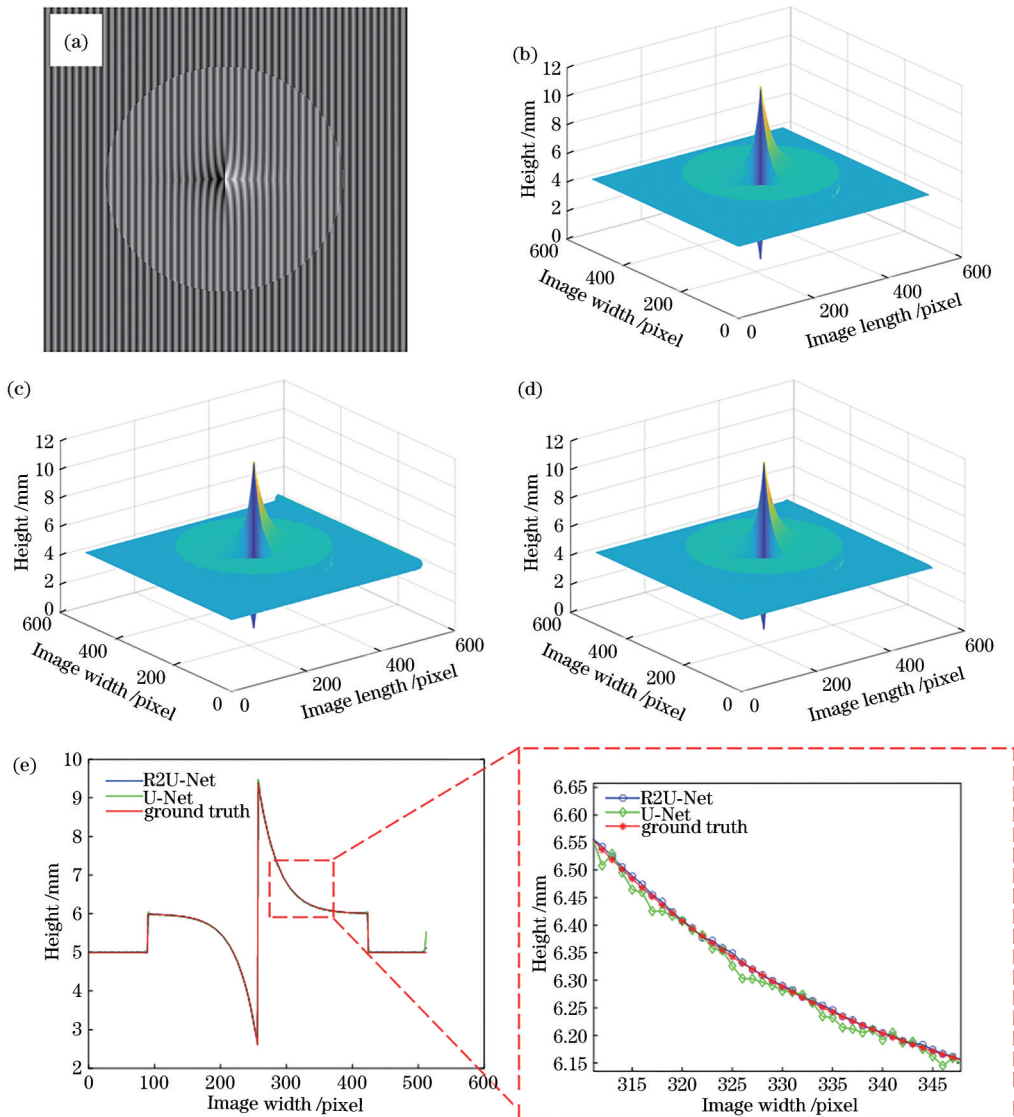 (a)
(b)
12
10
8
6
4
2
0
Height /mm
600
400
200
0
Image width /pixel
0
200
400
600
Image length /pixel
(c)
12
10
8
6
4
2
0
Height /mm
600
400
200
0
Image width /pixel
0
200
400
600
Image length /pixel
(d)
12
10
8
6
4
2
0
Height /mm
600
400
200
0
Image width /pixel
0
200
400
600
Image length /pixel
(e)
10
9
8
7
6
5
4
3
2
Height /mm
R2U-Net
U-Net
ground truth
0 100 200 300 400 500 600
Image width /pixel
6.65
6.60
6.55
6.50
6.45
6.40
6.35
6.30
6.25
6.20
6.15
Height /mm
R2U-Net
U-Net
ground truth
315 320 325 330 335 340 345
Image width /pixel